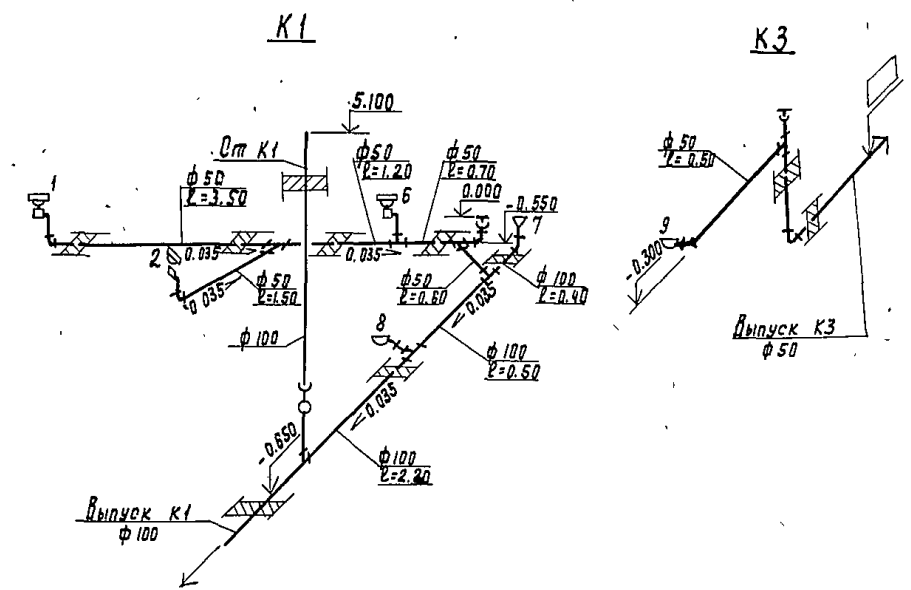 К1
К3
5.100
Ст К1
ф50
ℓ=1.20
ф50
ℓ=0.70
0.000
-0.550
1
ф50
ℓ=3.50
6
7
2
0.035
0.035
0.035
ф50
ℓ=1.50
ф50
ℓ=0.60
ф100
ℓ=0.40
0.035
ф100
8
ф100
ℓ=0.50
0.035
-0.650
ф100
ℓ=2.20
Выпуск К1
ф100
ф50
ℓ=0.50
9
-0.300
Выпуск К3
ф50